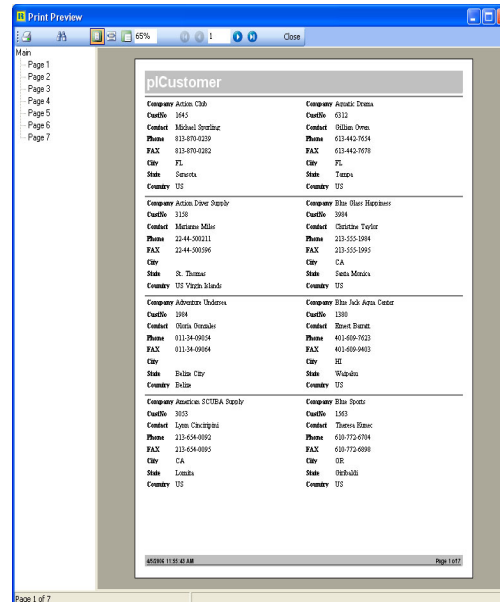 Print Preview
65%
1
Close
Main
Page 1
Page 2
Page 3
Page 4
Page 5
Page 6
Page 7
plCustomer
Company Action Club
CustNo 1645
Contact Michael Spurling
Phone 813-870-0239
FAX 813-870-0282
City FL
State Sarasota
Country US
Company Aquatic Drama
CustNo 6312
Contact Gillian Owen
Phone 613-442-7654
FAX 613-442-7678
City FL
State Tampa
Country US
Company Action Diver Supply
CustNo 3158
Contact Marianne Miles
Phone 22-44-500211
FAX 22-44-500596
City
State St. Thomas
Country US Virgin Islands
Company Blue Glass Happiness
CustNo 3984
Contact Christine Taylor
Phone 213-555-1984
FAX 213-555-1995
City CA
State Santa Monica
Country US
Company Adventure Undersea
CustNo 1984
Contact Gloria Gonzales
Phone 011-34-09054
FAX 011-34-09064
City
State Belize City
Country Belize
Company Blue Jack Aqua Center
CustNo 1380
Contact Ernest Barratt
Phone 401-609-7623
FAX 401-609-9403
City HI
State Waipahu
Country US
Company American SCUBA Supply
CustNo 3053
Contact Lynn Cinciripini
Phone 213-654-0092
FAX 213-654-0095
City CA
State Lomita
Country US
Company Blue Sports
CustNo 1563
Contact Theresa Kunec
Phone 610-772-6704
FAX 610-772-6898
City OR
State Giribaldi
Country US
4/5/2006 11:55:43 AM
Page 1 of 7
Page 1 of 7